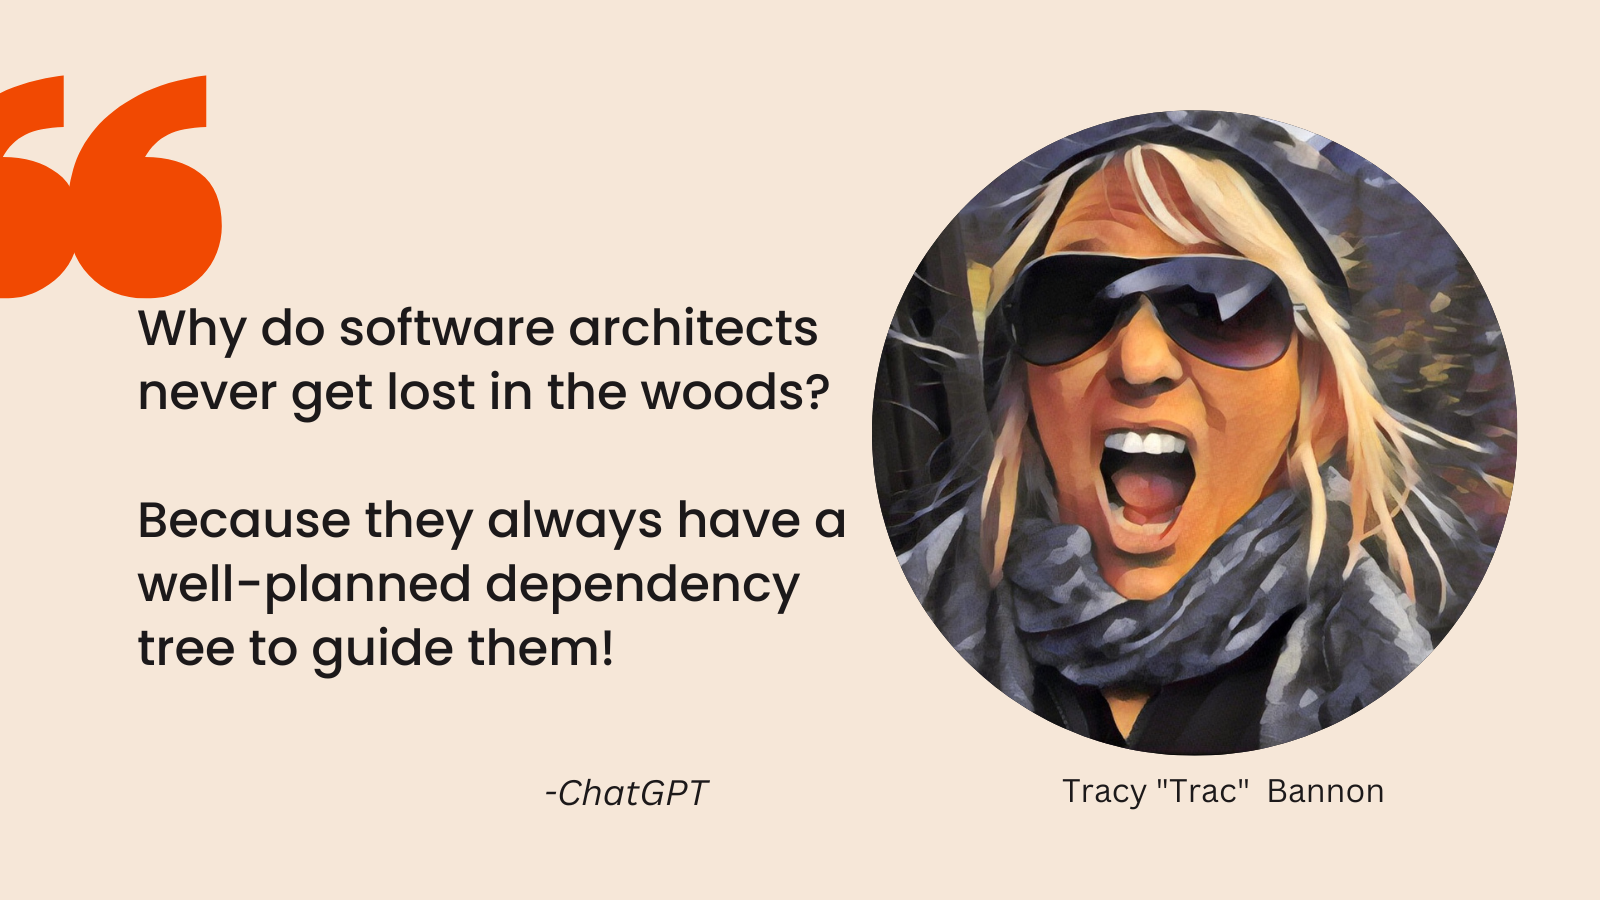 Why do software architects
never get lost in the woods?
Because they always have a
well-planned dependency
tree to guide them!
-ChatGPT
Tracy "Trac"  Bannon